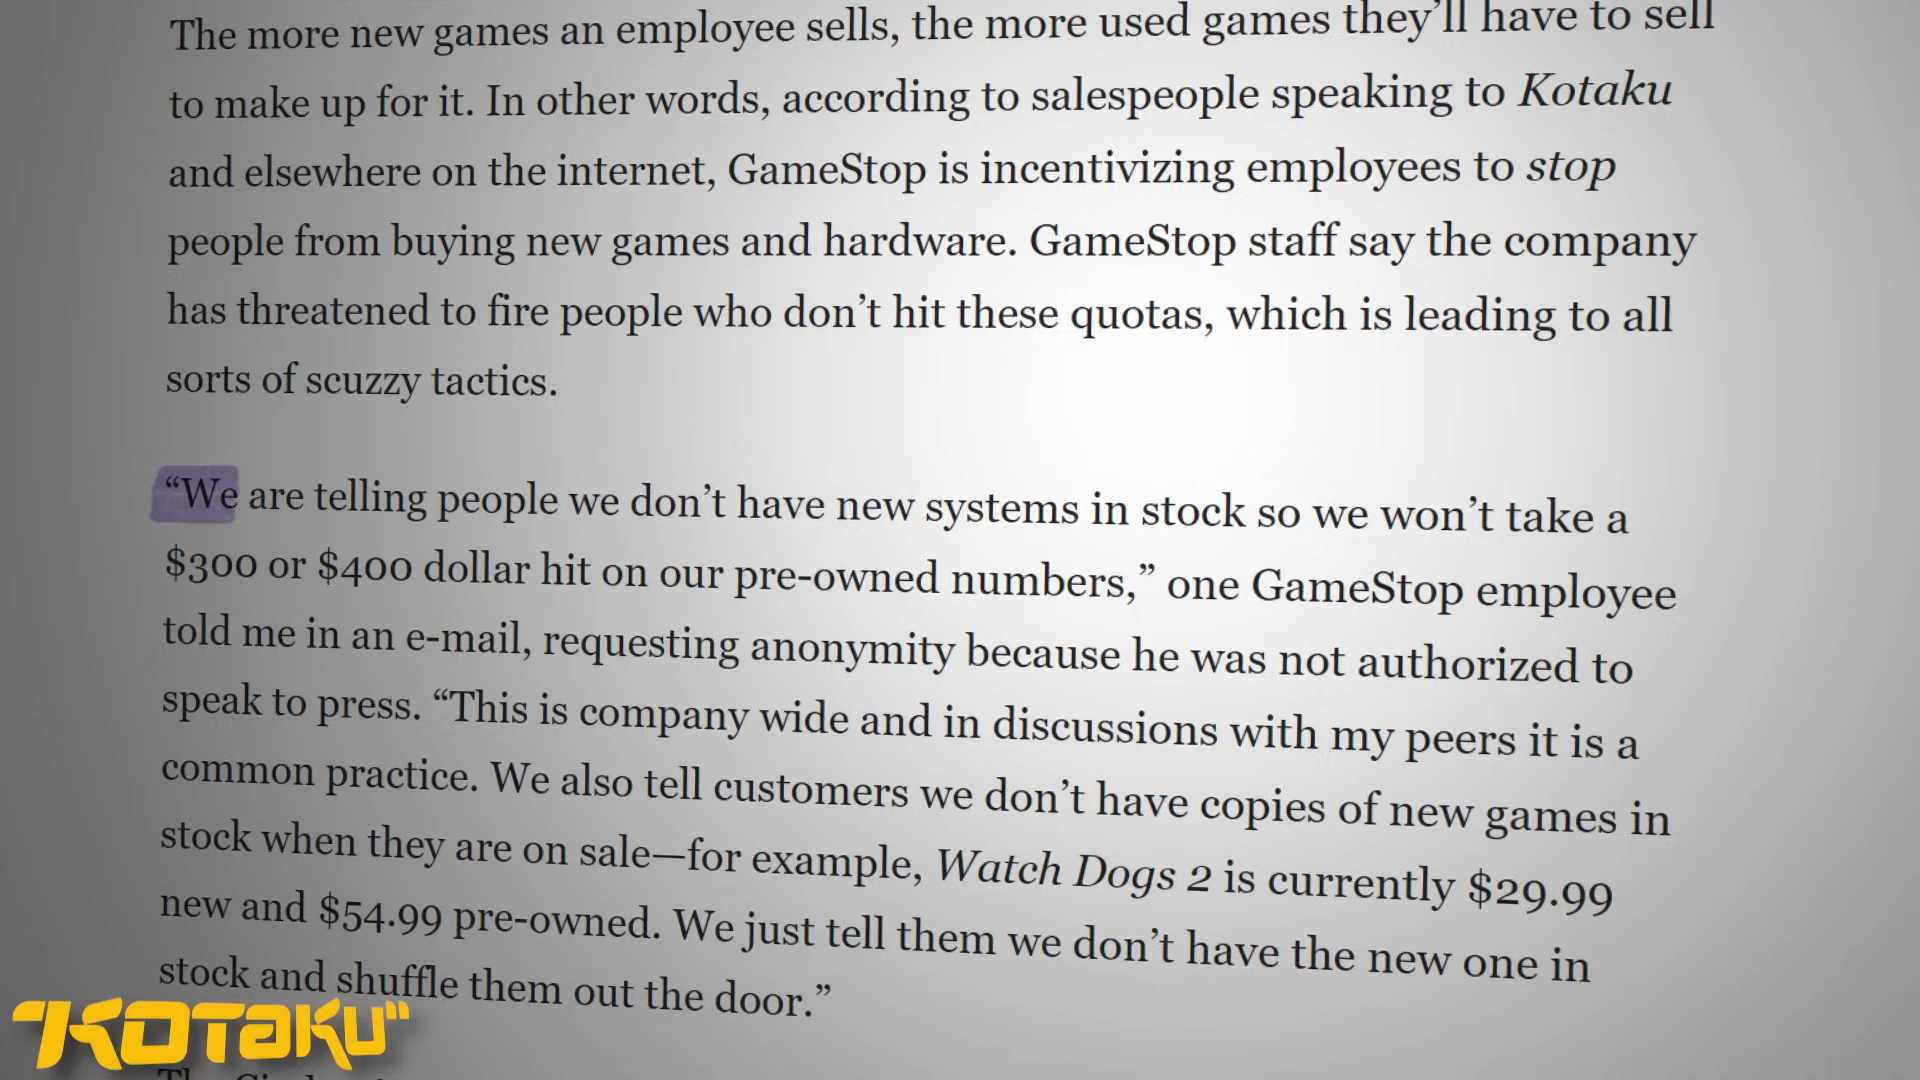 The more new games an employee sells, the more used games they’ll have to sell
to make up for it. In other words, according to salespeople speaking to Kotaku
and elsewhere on the internet, GameStop is incentivizing employees to stop
people from buying new games and hardware. GameStop staff say the company
has threatened to fire people who don’t hit these quotas, which is leading to all
sorts of scuzzy tactics.
“We are telling people we don’t have new systems in stock so we won’t take a
$300 or $400 dollar hit on our pre-owned numbers,” one GameStop employee
told me in an e-mail, requesting anonymity because he was not authorized to
speak to press. “This is company wide and in discussions with my peers it is a
common practice. We also tell customers we don’t have copies of new games in
stock when they are on sale—for example, Watch Dogs 2 is currently $29.99
new and $54.99 pre-owned. We just tell them we don’t have the new one in
stock and shuffle them out the door.”
KOTAKU